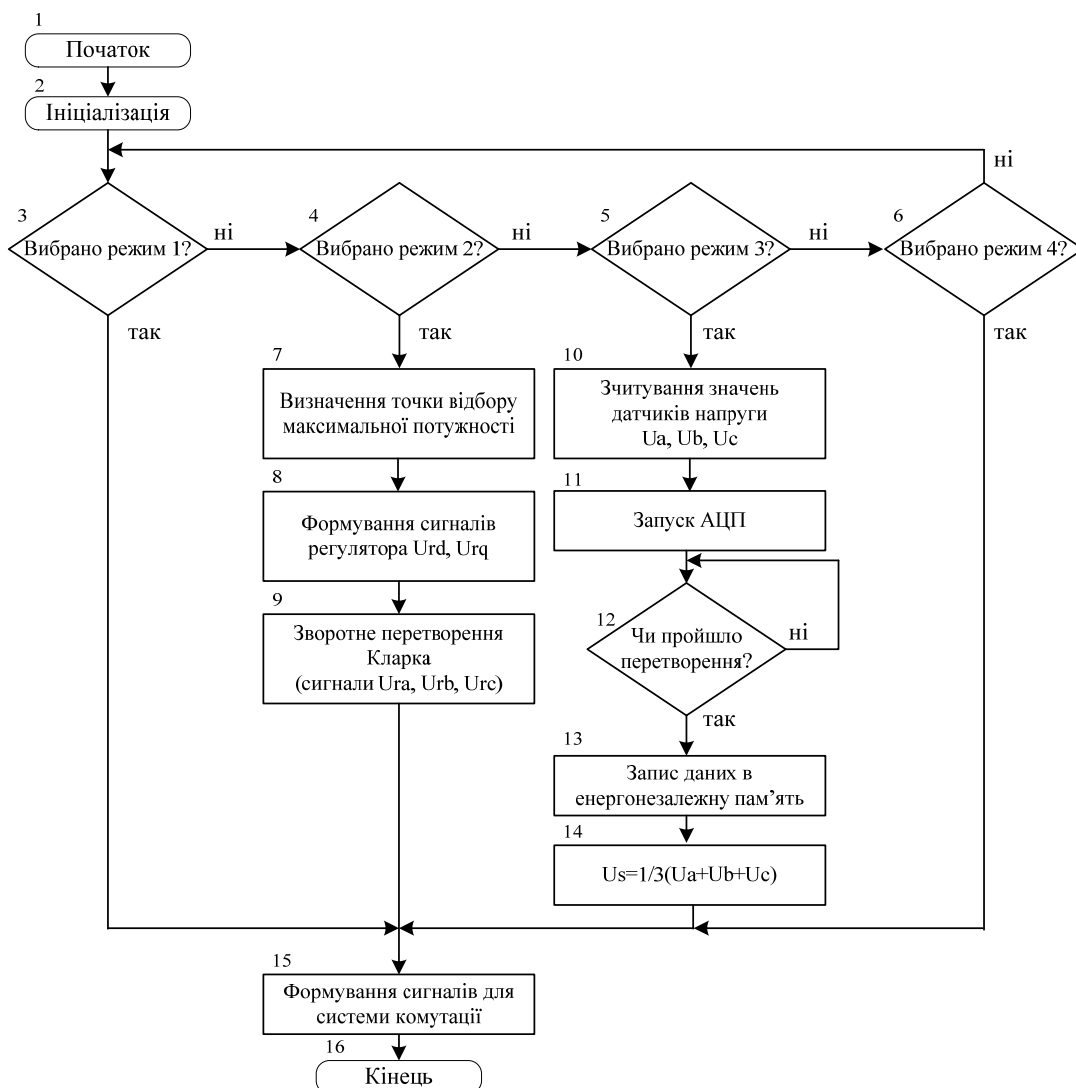 1
Початок
2
Ініціалізація
ні
3
Вибрано режим 1?
ні
4
Вибрано режим 2?
ні
5
Вибрано режим 3?
ні
6
Вибрано режим 4?
так
так
так
так
7
Визначення точки відбору
максимальної потужності
8
Формування сигналів
регулятора Urd, Urq
9
Зворотне перетворення
Кларка
(сигнали Ura, Urb, Urc)
10
Зчитування значень
датчиків напруги
Ua, Ub, Uc
11
Запуск АЦП
12
Чи пройшло
перетворення?
ні
так
13
Запис даних в
енергонезалежну пам’ять
14
Us=1/3(Ua+Ub+Uc)
15
Формування сигналів для
системи комутації
16
Кінець